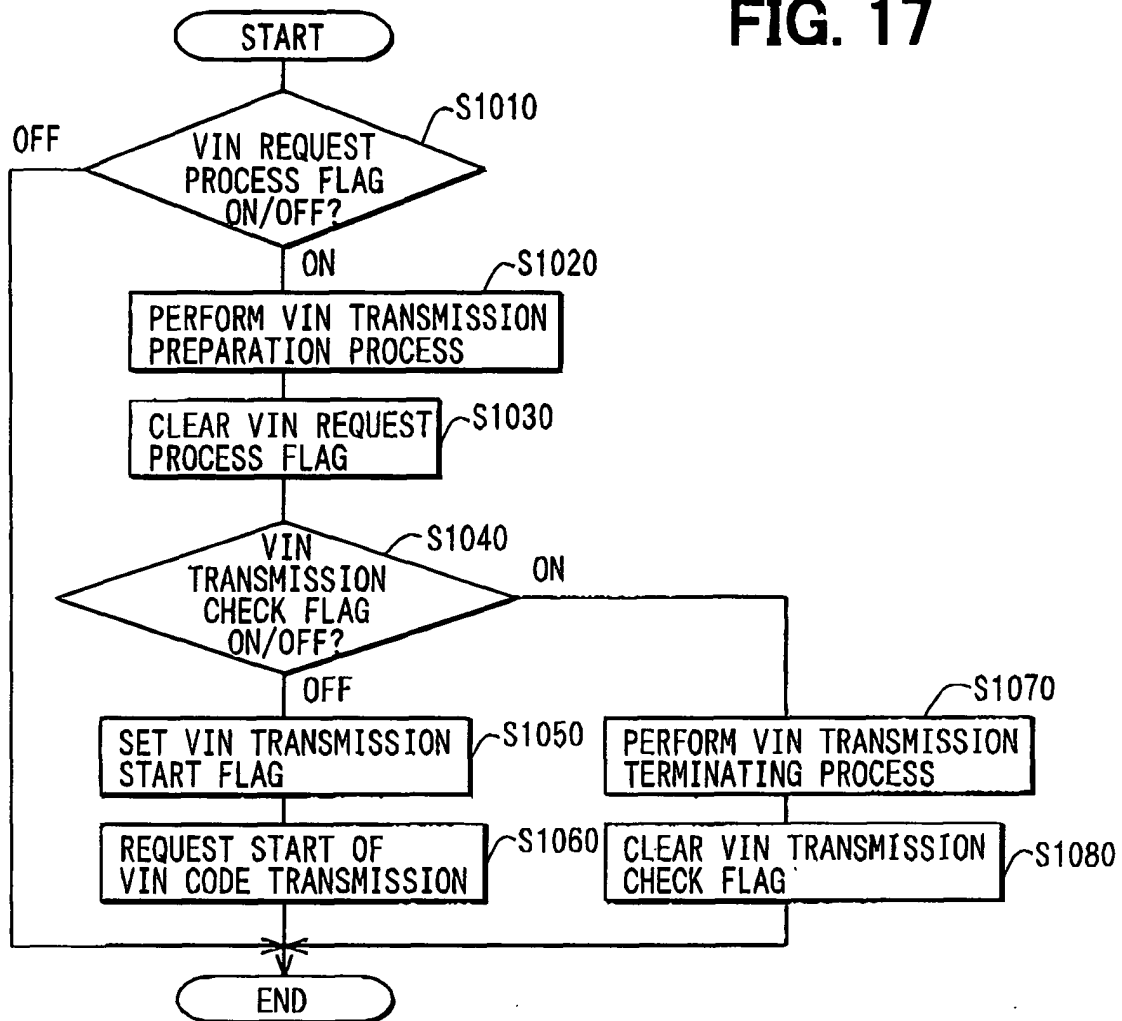 FIG. 17
START
OFF
S1010
VIN REQUEST
PROCESS FLAG
ON/OFF?
ON
S1020
PERFORM VIN TRANSMISSION
PREPARATION PROCESS
CLEAR VIN REQUEST
PROCESS FLAG
S1030
S1040
VIN
TRANSMISSION
CHECK FLAG
ON/OFF?
ON
OFF
SET VIN TRANSMISSION
START FLAG
S1050
REQUEST START OF
VIN CODE TRANSMISSION
S1060
S1070
PERFORM VIN TRANSMISSION
TERMINATING PROCESS
CLEAR VIN TRANSMISSION
CHECK FLAG
S1080
END